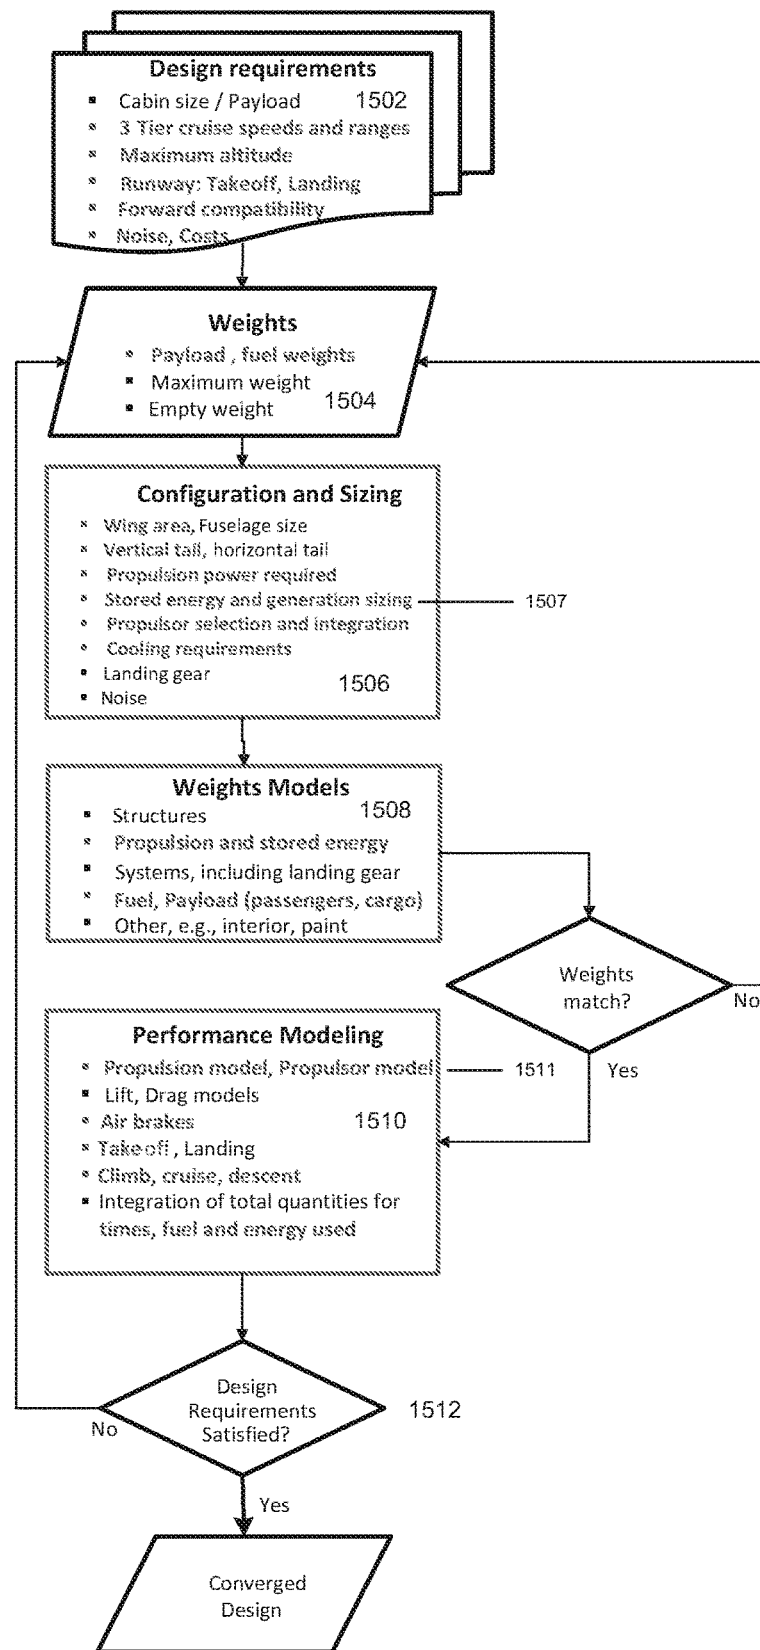 Design requirements
▪ Cabin size / Payload 1502
▪ 3 Tier cruise speeds and ranges
▪ Maximum altitude
▪ Runway: Takeoff, Landing
▪ Forward compatibility
▪ Noise, Costs
Weights
▪ Payload , fuel weights
▪ Maximum weight
▪ Empty weight 1504
Configuration and Sizing
▪ Wing area, Fuselage size
▪ Vertical tail, horizontal tail
▪ Propulsion power required
▪ Stored energy and generation sizing 1507
▪ Propulsor selection and integration
▪ Cooling requirements
▪ Landing gear 1506
▪ Noise
Weights Models
▪ Structures 1508
▪ Propulsion and stored energy
▪ Systems, including landing gear
▪ Fuel, Payload (passengers, cargo)
▪ Other, e.g., interior, paint
Weights
match?
No
Yes
Performance Modeling
▪ Propulsion model, Propulsor model 1511
▪ Lift, Drag models
▪ Air brakes 1510
▪ Takeoff , Landing
▪ Climb, cruise, descent
▪ Integration of total quantities for
times, fuel and energy used
Design
Requirements
Satisfied?
1512
No
Yes
Converged
Design